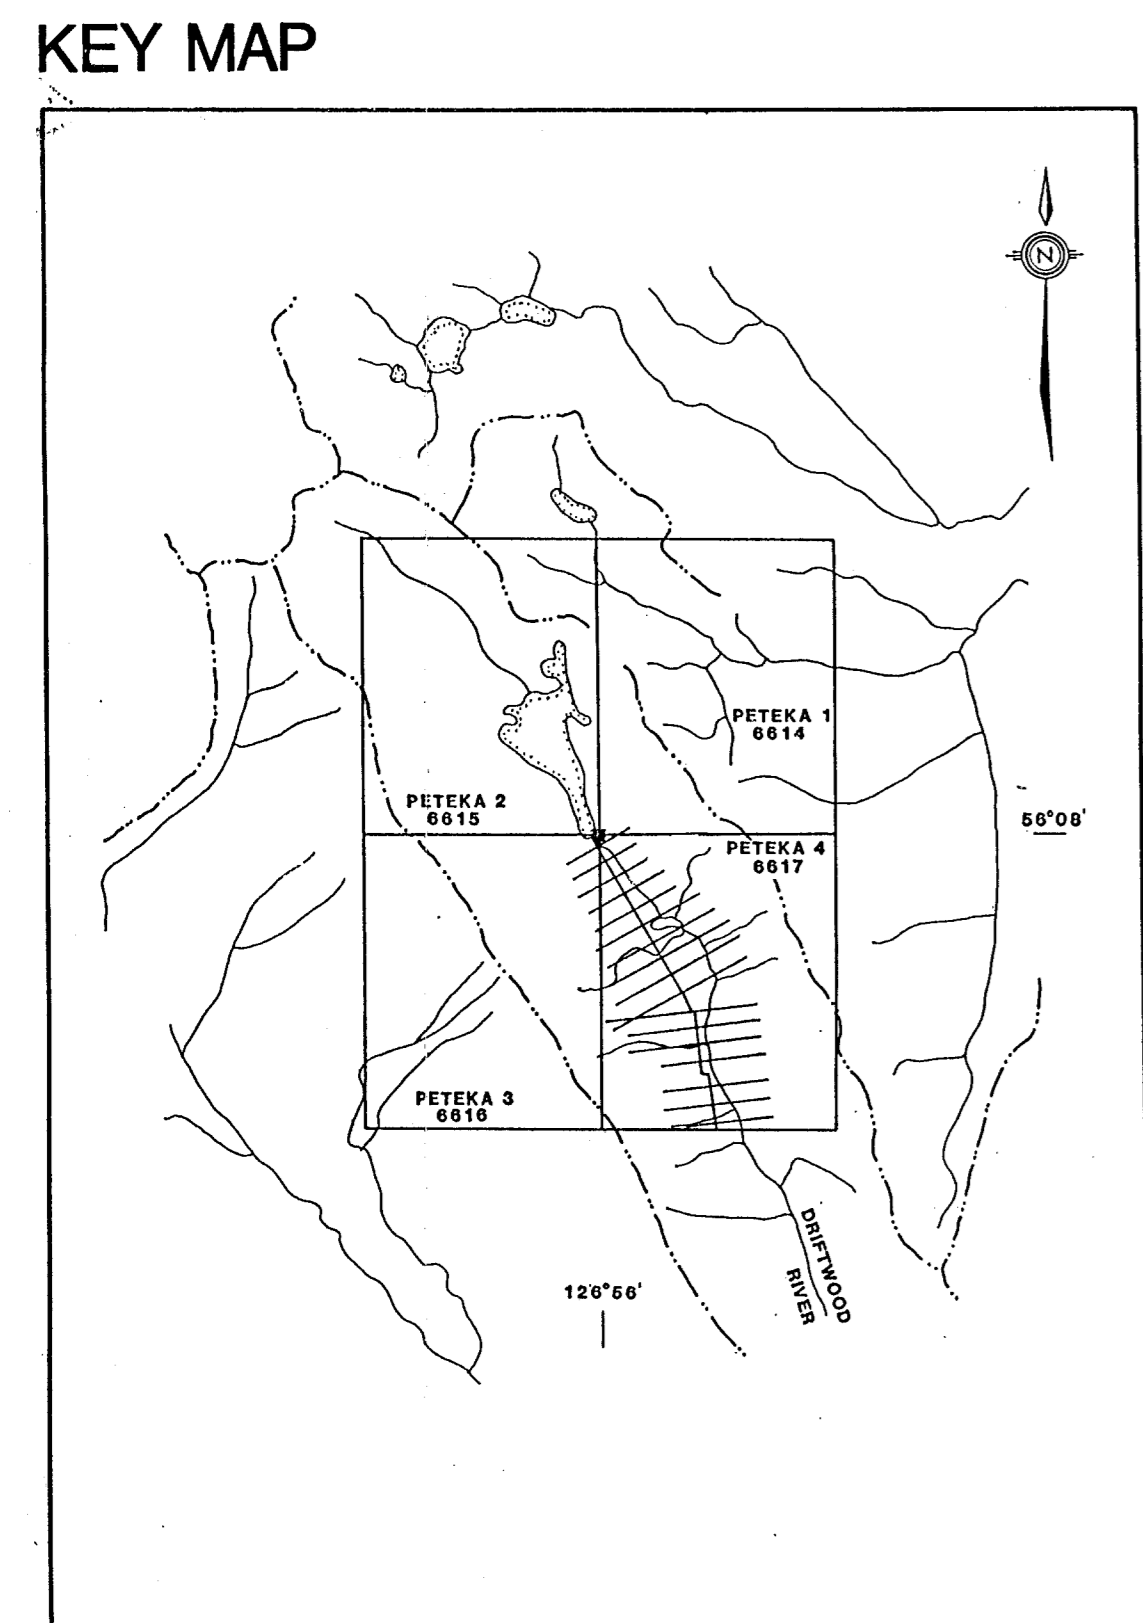 KEY MAP
N
PETEKA 1
6614
PETEKA 2
6615
56°08'
PETEKA 4
6617
PETEKA 3
6616
DRIFTWOOD
RIVER
126°56'